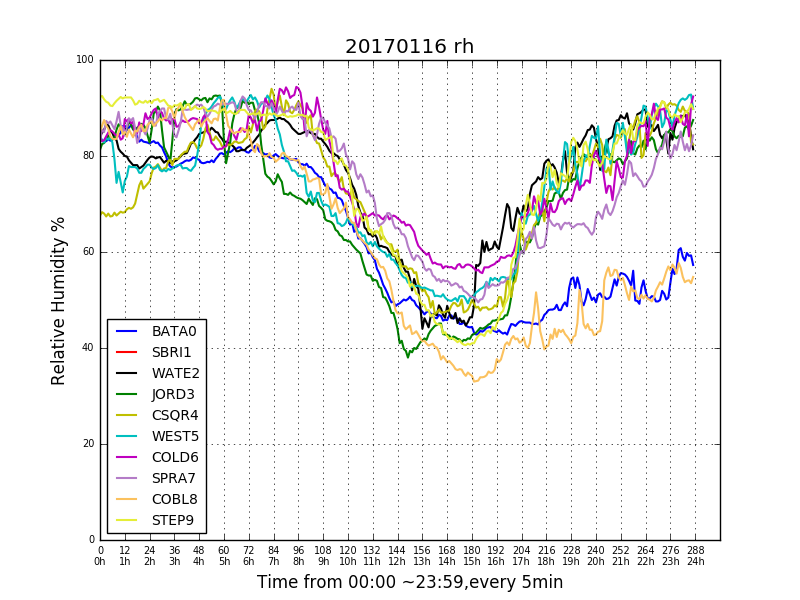 20170116 rh
100
80
60
40
20
0
Relative Humidity %
BATA0
SBRI1
WATE2
JORD3
CSQR4
WEST5
COLD6
SPRA7
COBL8
STEP9
0 12 24 36 48 60 72 84 96 108 120 132 144 156 168 180 192 204 216 228 240 252 264 276 288
0h 1h 2h 3h 4h 5h 6h 7h 8h 9h 10h 11h 12h 13h 14h 15h 16h 17h 18h 19h 20h 21h 22h 23h 24h
Time from 00:00 ~23:59,every 5min